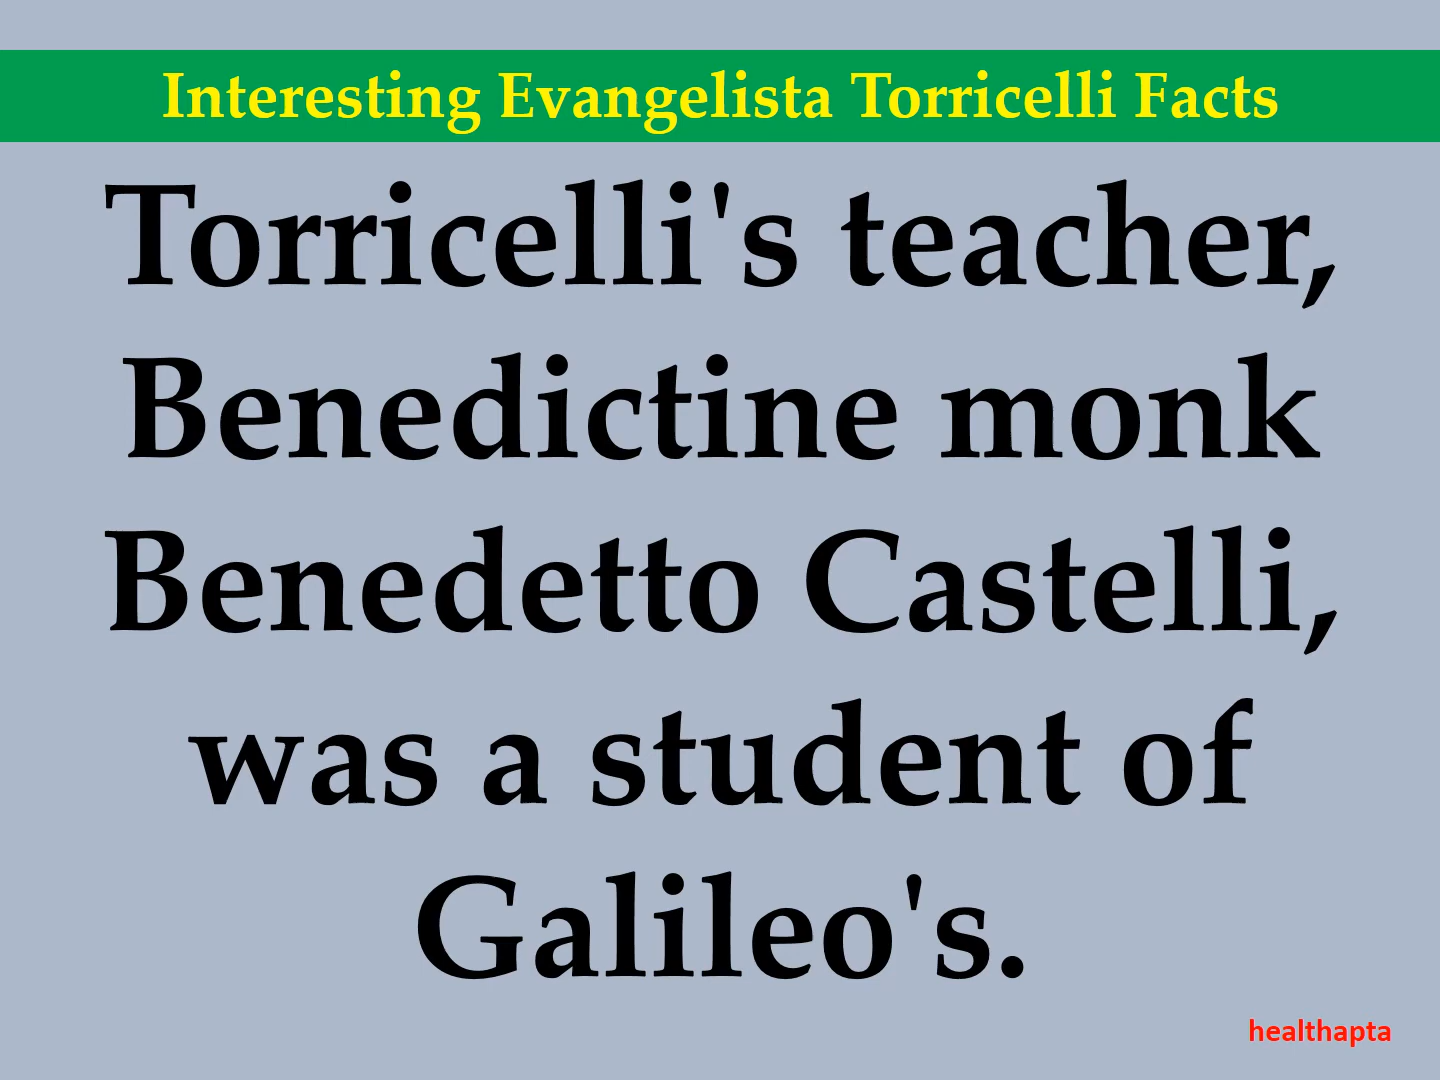 Interesting Evangelista Torricelli Facts
Torricelli's teacher,
Benedictine monk
Benedetto Castelli,
was a student of
Galileo's.
healthapta